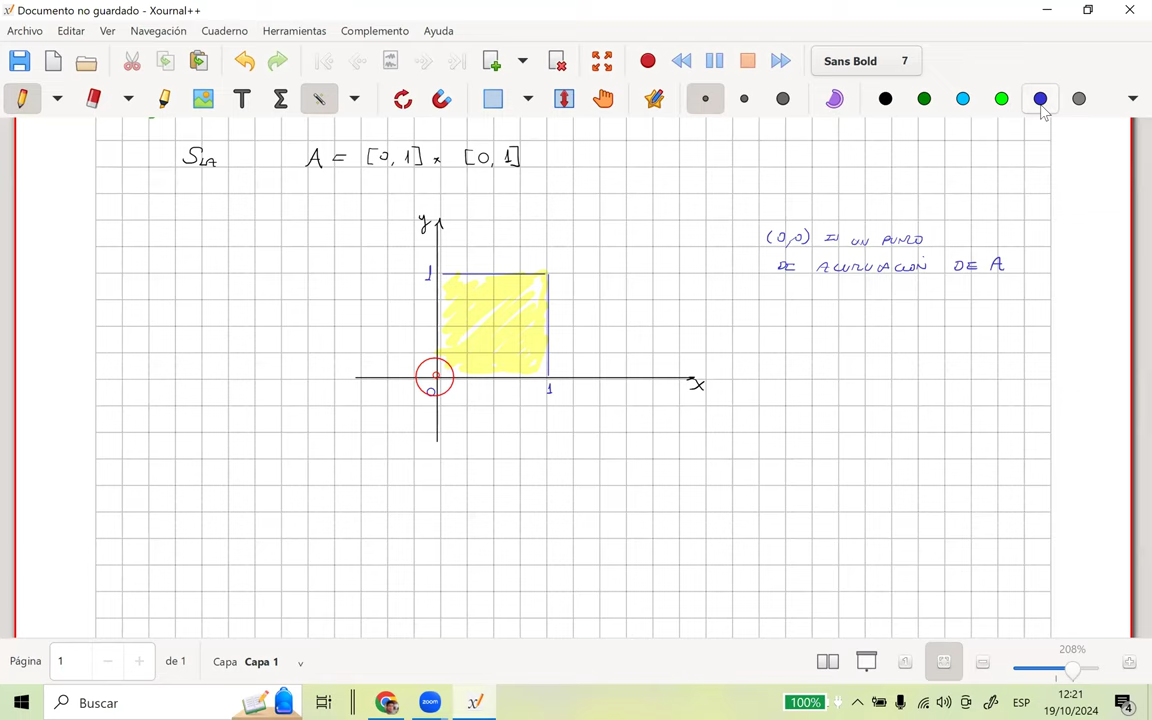 Documento no guardado - Xournal++
Archivo Editar Ver Navegación Cuaderno Herramientas Complemento Ayuda
Sans Bold 7
SEA A = [0, 1] × [0, 1]
y
1
0
1
x
(0,0) ES UN PUNTO
DE ACUMULACIÓN DE A
Página 1 de 1 Capa Capa 1
208%
Buscar
zoom
100%
ESP
12:21
19/10/2024
4